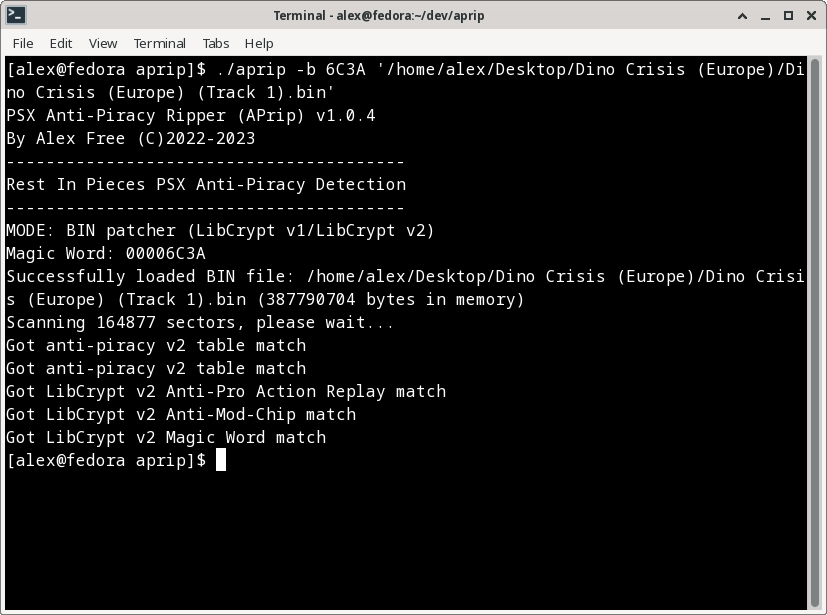 Terminal - alex@fedora:~/dev/aprip
File Edit View Terminal Tabs Help
[alex@fedora aprip]$ ./aprip -b 6C3A '/home/alex/Desktop/Dino Crisis (Europe)/Di
no Crisis (Europe) (Track 1).bin'
PSX Anti-Piracy Ripper (APrip) v1.0.4
By Alex Free (C)2022-2023
----------------------------------------
Rest In Pieces PSX Anti-Piracy Detection
----------------------------------------
MODE: BIN patcher (LibCrypt v1/LibCrypt v2)
Magic Word: 00006C3A
Successfully loaded BIN file: /home/alex/Desktop/Dino Crisis (Europe)/Dino Crisi
s (Europe) (Track 1).bin (387790704 bytes in memory)
Scanning 164877 sectors, please wait...
Got anti-piracy v2 table match
Got anti-piracy v2 table match
Got LibCrypt v2 Anti-Pro Action Replay match
Got LibCrypt v2 Anti-Mod-Chip match
Got LibCrypt v2 Magic Word match
[alex@fedora aprip]$